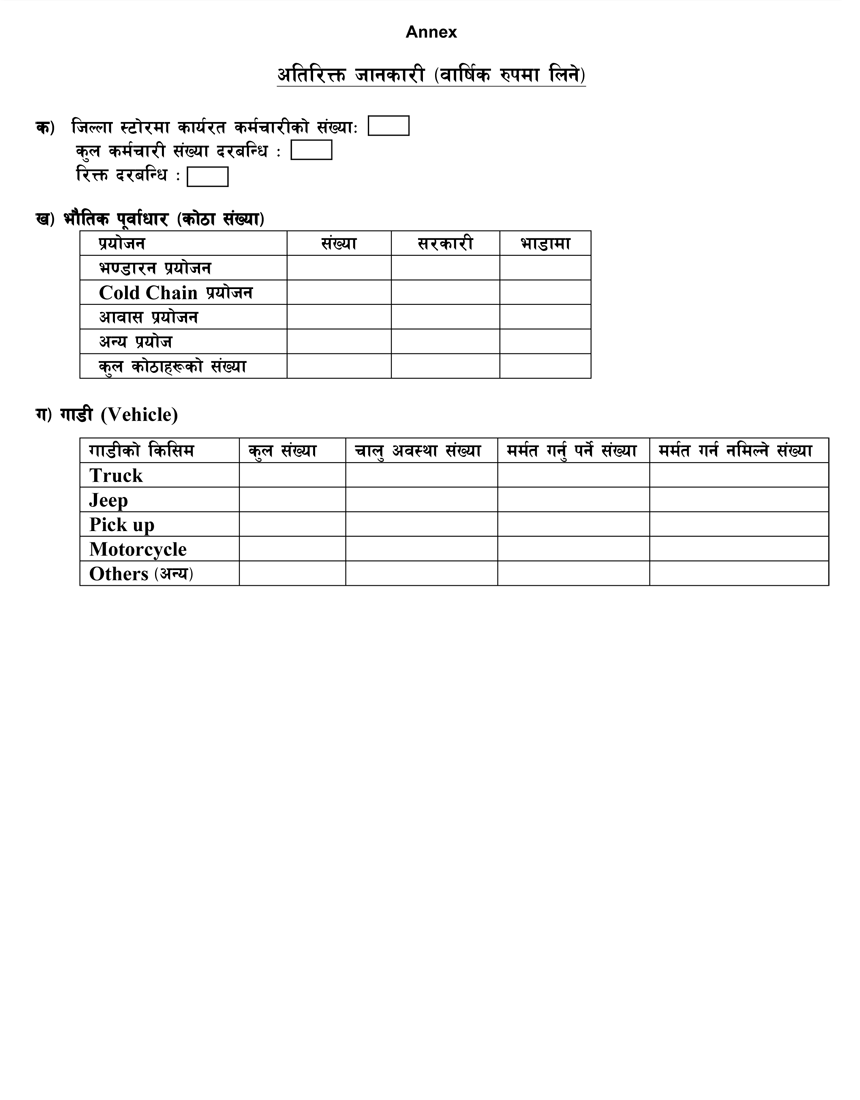 Annex
अतिरिक्त जानकारी (वार्षिक रुपमा लिने)
क) जिल्ला स्टोरमा कार्यरत कर्मचारीको संख्याः
कुल कर्मचारी संख्या दरबन्धि :
रिक्त दरबन्धि :
ख) भौतिक पूर्वाधार (कोठा संख्या)
प्रयोजन संख्या सरकारी भाडामा
भण्डारन प्रयोजन
Cold Chain प्रयोजन
आवास प्रयोजन
अन्य प्रयोज
कुल कोठाहरूको संख्या
ग) गाडी (Vehicle)
गाडीको किसिम कुल संख्या चालु अवस्था संख्या मर्मत गर्नु पर्ने संख्या मर्मत गर्न नमिल्ने संख्या
Truck
Jeep
Pick up
Motorcycle
Others (अन्य)